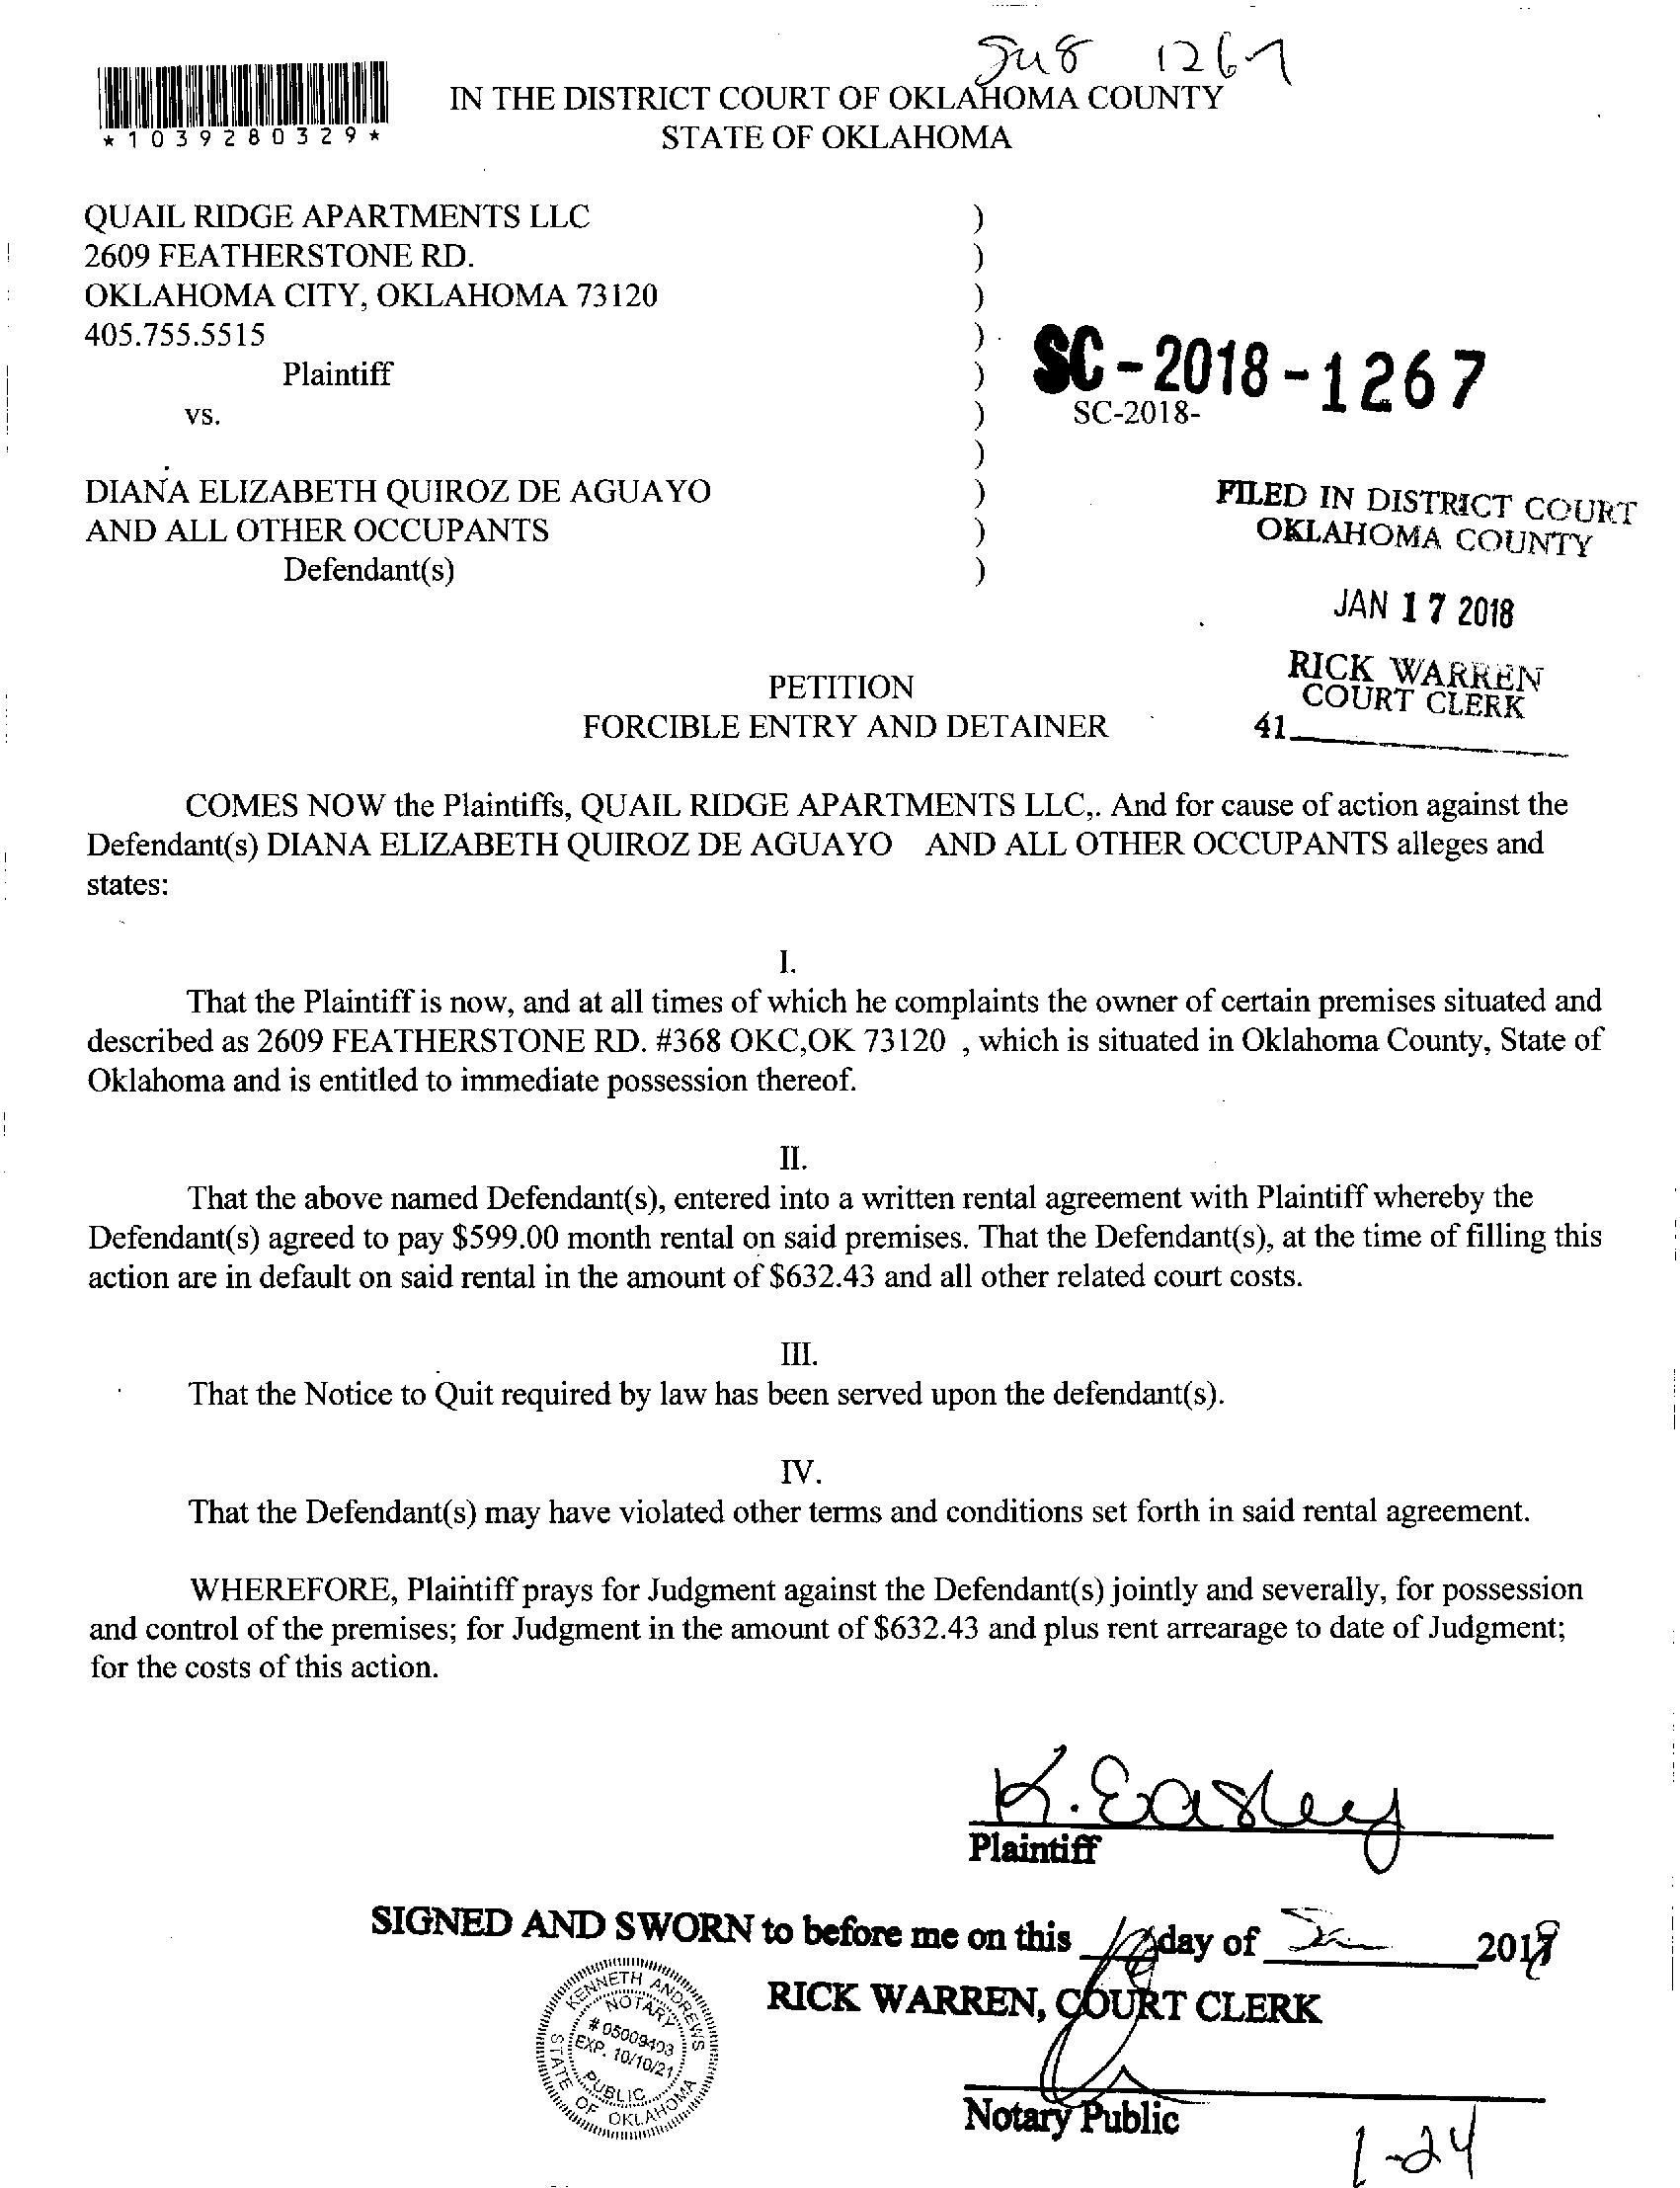 1267
IN THE DISTRICT COURT OF OKLAHOMA COUNTY
*1039280329*
STATE OF OKLAHOMA
QUAIL RIDGE APARTMENTS LLC )
2609 FEATHERSTONE RD. )
OKLAHOMA CITY, OKLAHOMA 73120 )
405.755.5515 )
Plaintiff )
SC-2018-1267
vs. ) SC-2018-
)
DIANA ELIZABETH QUIROZ DE AGUAYO )
AND ALL OTHER OCCUPANTS )
Defendant(s) )
FILED IN DISTRICT COURT
OKLAHOMA COUNTY
JAN 17 2018
RICK WARREN
COURT CLERK
41
PETITION
FORCIBLE ENTRY AND DETAINER
COMES NOW the Plaintiffs, QUAIL RIDGE APARTMENTS LLC,. And for cause of action against the
Defendant(s) DIANA ELIZABETH QUIROZ DE AGUAYO AND ALL OTHER OCCUPANTS alleges and
states:
I.
That the Plaintiff is now, and at all times of which he complaints the owner of certain premises situated and
described as 2609 FEATHERSTONE RD. #368 OKC,OK 73120 , which is situated in Oklahoma County, State of
Oklahoma and is entitled to immediate possession thereof.
II.
That the above named Defendant(s), entered into a written rental agreement with Plaintiff whereby the
Defendant(s) agreed to pay $599.00 month rental on said premises. That the Defendant(s), at the time of filling this
action are in default on said rental in the amount of $632.43 and all other related court costs.
III.
That the Notice to Quit required by law has been served upon the defendant(s).
IV.
That the Defendant(s) may have violated other terms and conditions set forth in said rental agreement.
WHEREFORE, Plaintiff prays for Judgment against the Defendant(s) jointly and severally, for possession
and control of the premises; for Judgment in the amount of $632.43 and plus rent arrearage to date of Judgment;
for the costs of this action.
K. Easley
Plaintiff
SIGNED AND SWORN to before me on this day of 2018
RICK WARREN, COURT CLERK
KENNETH ANDREWS
NOTARY
# 05009403
EXP. 10/10/21
PUBLIC
STATE OF OKLAHOMA
Notary Public
1-24